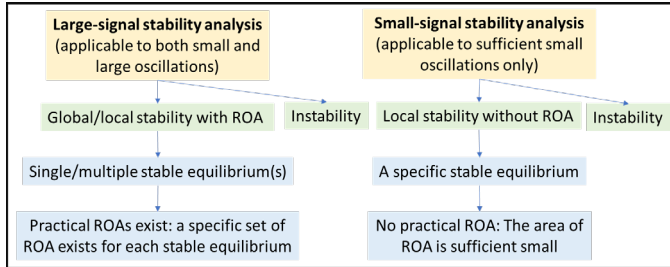 Large-signal stability analysis
(applicable to both small and
large oscillations)
Small-signal stability analysis
(applicable to sufficient small
oscillations only)
Global/local stability with ROA
Instability
Local stability without ROA
Instability
Single/multiple stable equilibrium(s)
A specific stable equilibrium
Practical ROAs exist: a specific set of
ROA exists for each stable equilibrium
No practical ROA: The area of
ROA is sufficient small